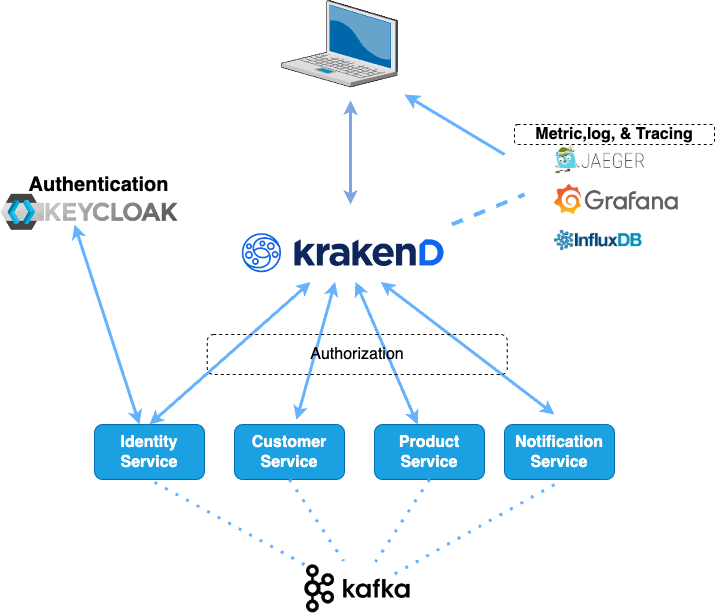 Metric,log, & Tracing
JAEGER
Authentication
KEYCLOAK
Grafana
InfluxDB
krakenD
Authorization
Identity
Service
Customer
Service
Product
Service
Notification
Service
kafka